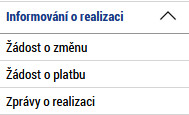 Informování o realizaci
Žádost o změnu
Žádost o platbu
Zprávy o realizaci